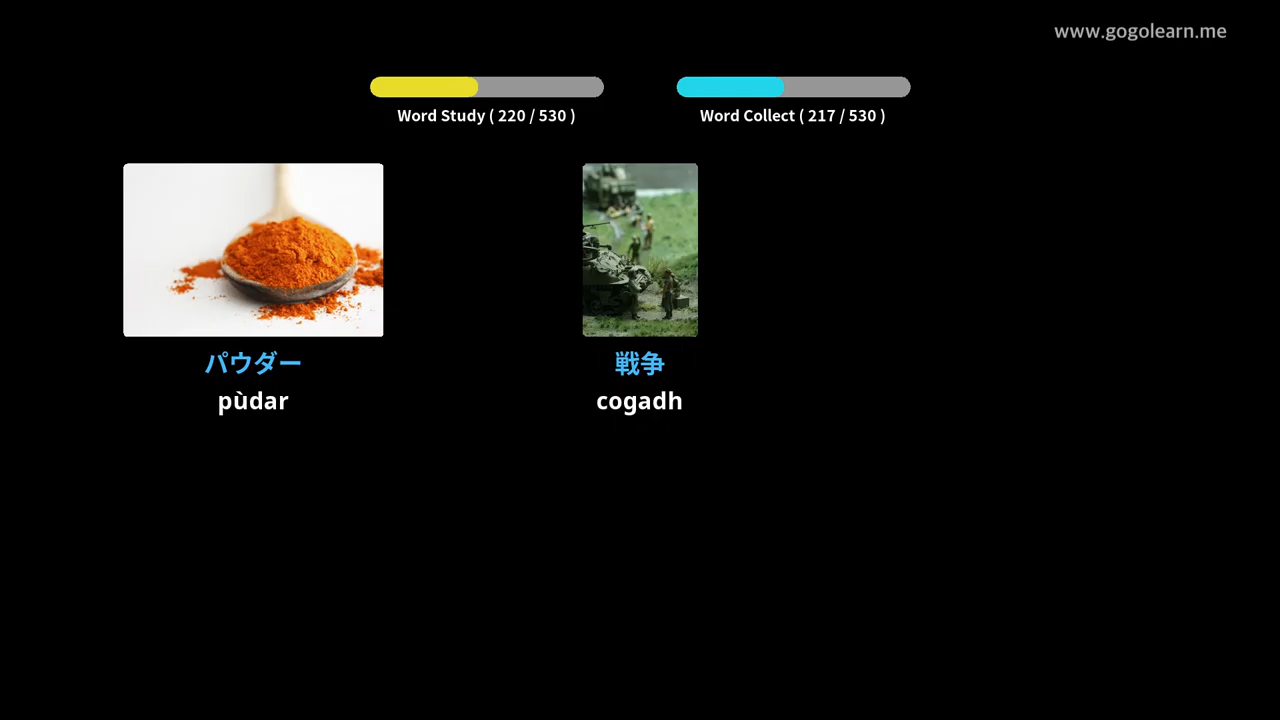 www.gogolearn.me
Word Study ( 220 / 530 )
Word Collect ( 217 / 530 )
パウダー
pùdar
戦争
cogadh